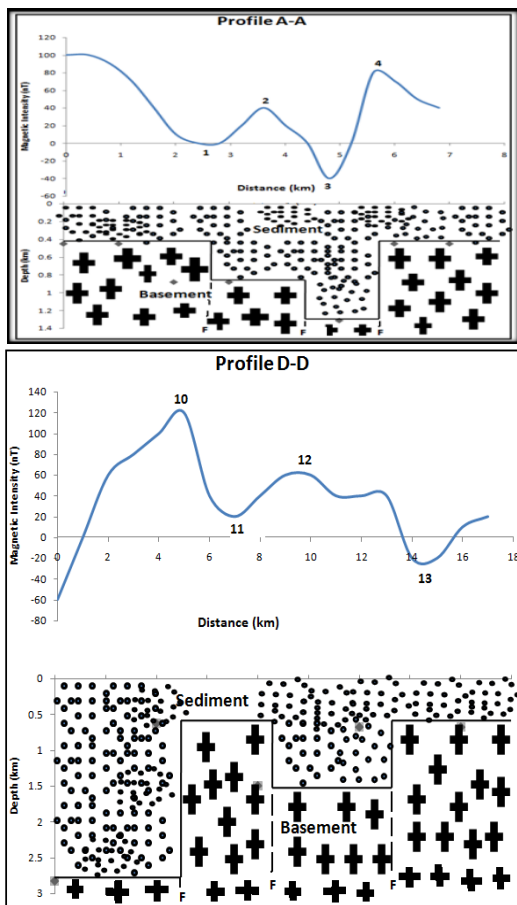 Profile A-A
Magnetic Intensity (nT)
120
100
80
60
40
20
0
-20
-40
-60
0 1 2 3 4 5 6 7 8
1
2
3
4
Distance (km)
Depth (km)
0
0.2
0.4
0.6
0.8
1
1.2
1.4
Sediment
Basement
F F F
Profile D-D
Magnetic Intensity (nT)
140
120
100
80
60
40
20
0
-20
-40
-60
-80
0 2 4 6 8 10 12 14 16 18
10
11
12
13
Distance (km)
Depth (km)
0
0.5
1
1.5
2
2.5
3
Sediment
Basement
F F F